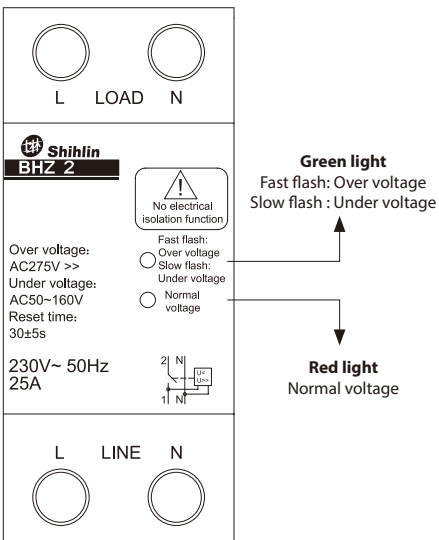 L LOAD N
士林 Shihlin
BHZ 2
No electrical
isolation function
Over voltage:
AC275V >>
Under voltage:
AC50~160V
Reset time:
30±5s
Fast flash:
Over voltage
Slow flash:
Under voltage
Normal
voltage
230V~ 50Hz
25A
2 N
U<
U>>
1 N
L LINE N
Green light
Fast flash: Over voltage
Slow flash : Under voltage
Red light
Normal voltage